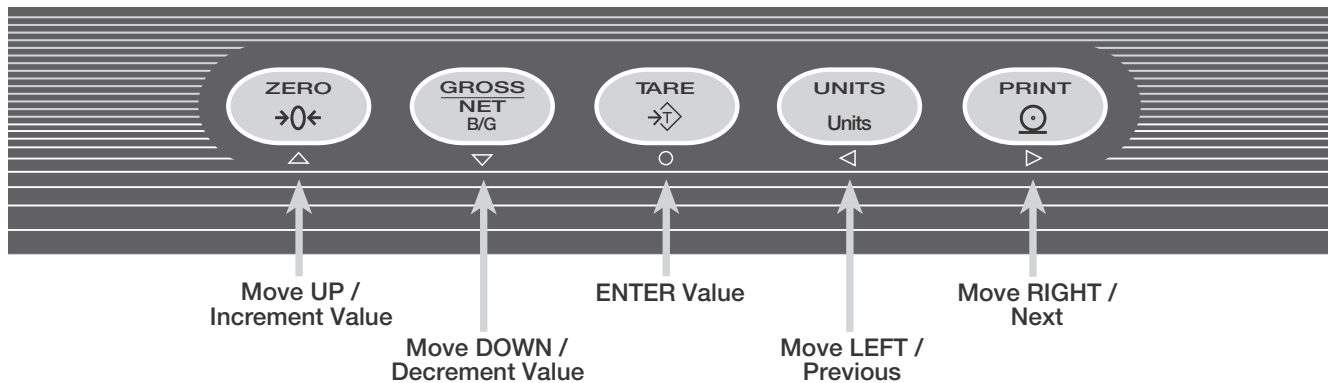 ZERO
→0←
GROSS
NET
B/G
TARE
T
UNITS
Units
PRINT
Move UP /
Increment Value
Move DOWN /
Decrement Value
ENTER Value
Move LEFT /
Previous
Move RIGHT /
Next